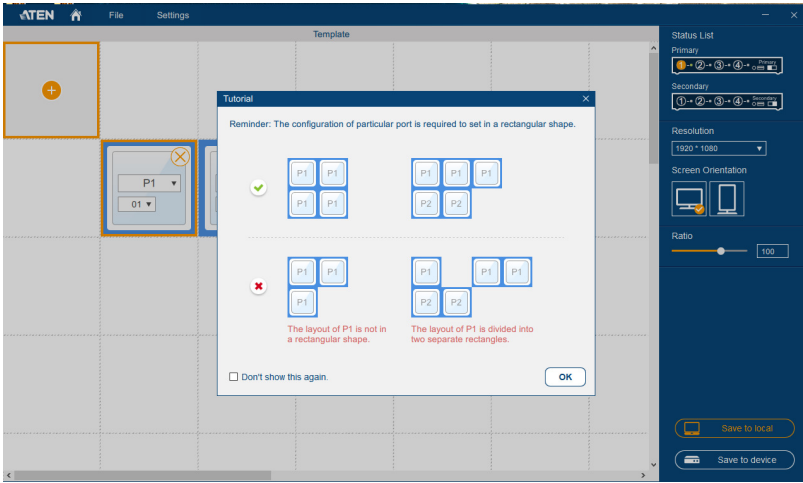 ATEN File Settings
Template
Status List
Primary
1 2 3 4 Primary
Secondary
1 2 3 4 Secondary
Resolution
1920 * 1080
Screen Orientation
Ratio
100
P1
01
Tutorial
Reminder: The configuration of particular port is required to set in a rectangular shape.
P1 P1 P1 P1 P1
P1 P1 P2 P2
P1 P1 P1 P1 P1
P1 P2 P2
The layout of P1 is not in
a rectangular shape.
The layout of P1 is divided into
two separate rectangles.
Don't show this again.
OK
Save to local
Save to device